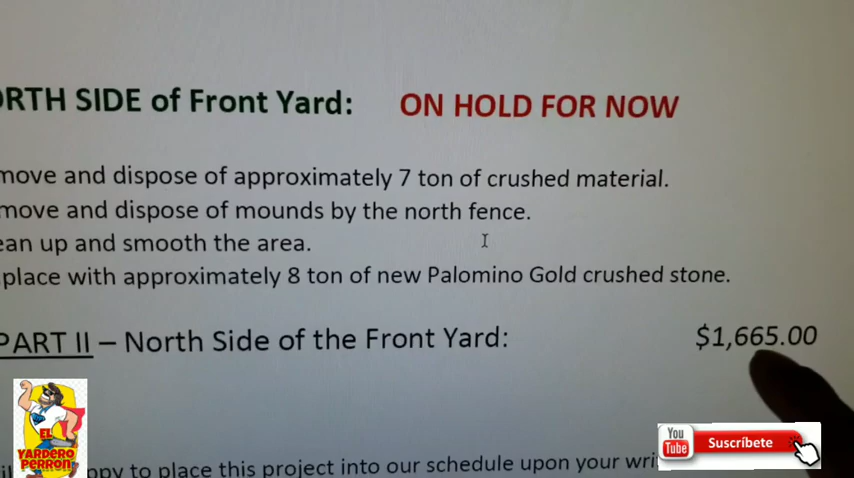 ORTH SIDE of Front Yard: ON HOLD FOR NOW
move and dispose of approximately 7 ton of crushed material.
move and dispose of mounds by the north fence.
ean up and smooth the area.
place with approximately 8 ton of new Palomino Gold crushed stone.
PART II – North Side of the Front Yard: $1,665.00
ppy to place this project into our schedule upon your wri
EL
YARDERO
PERRON
You
Tube
Suscríbete